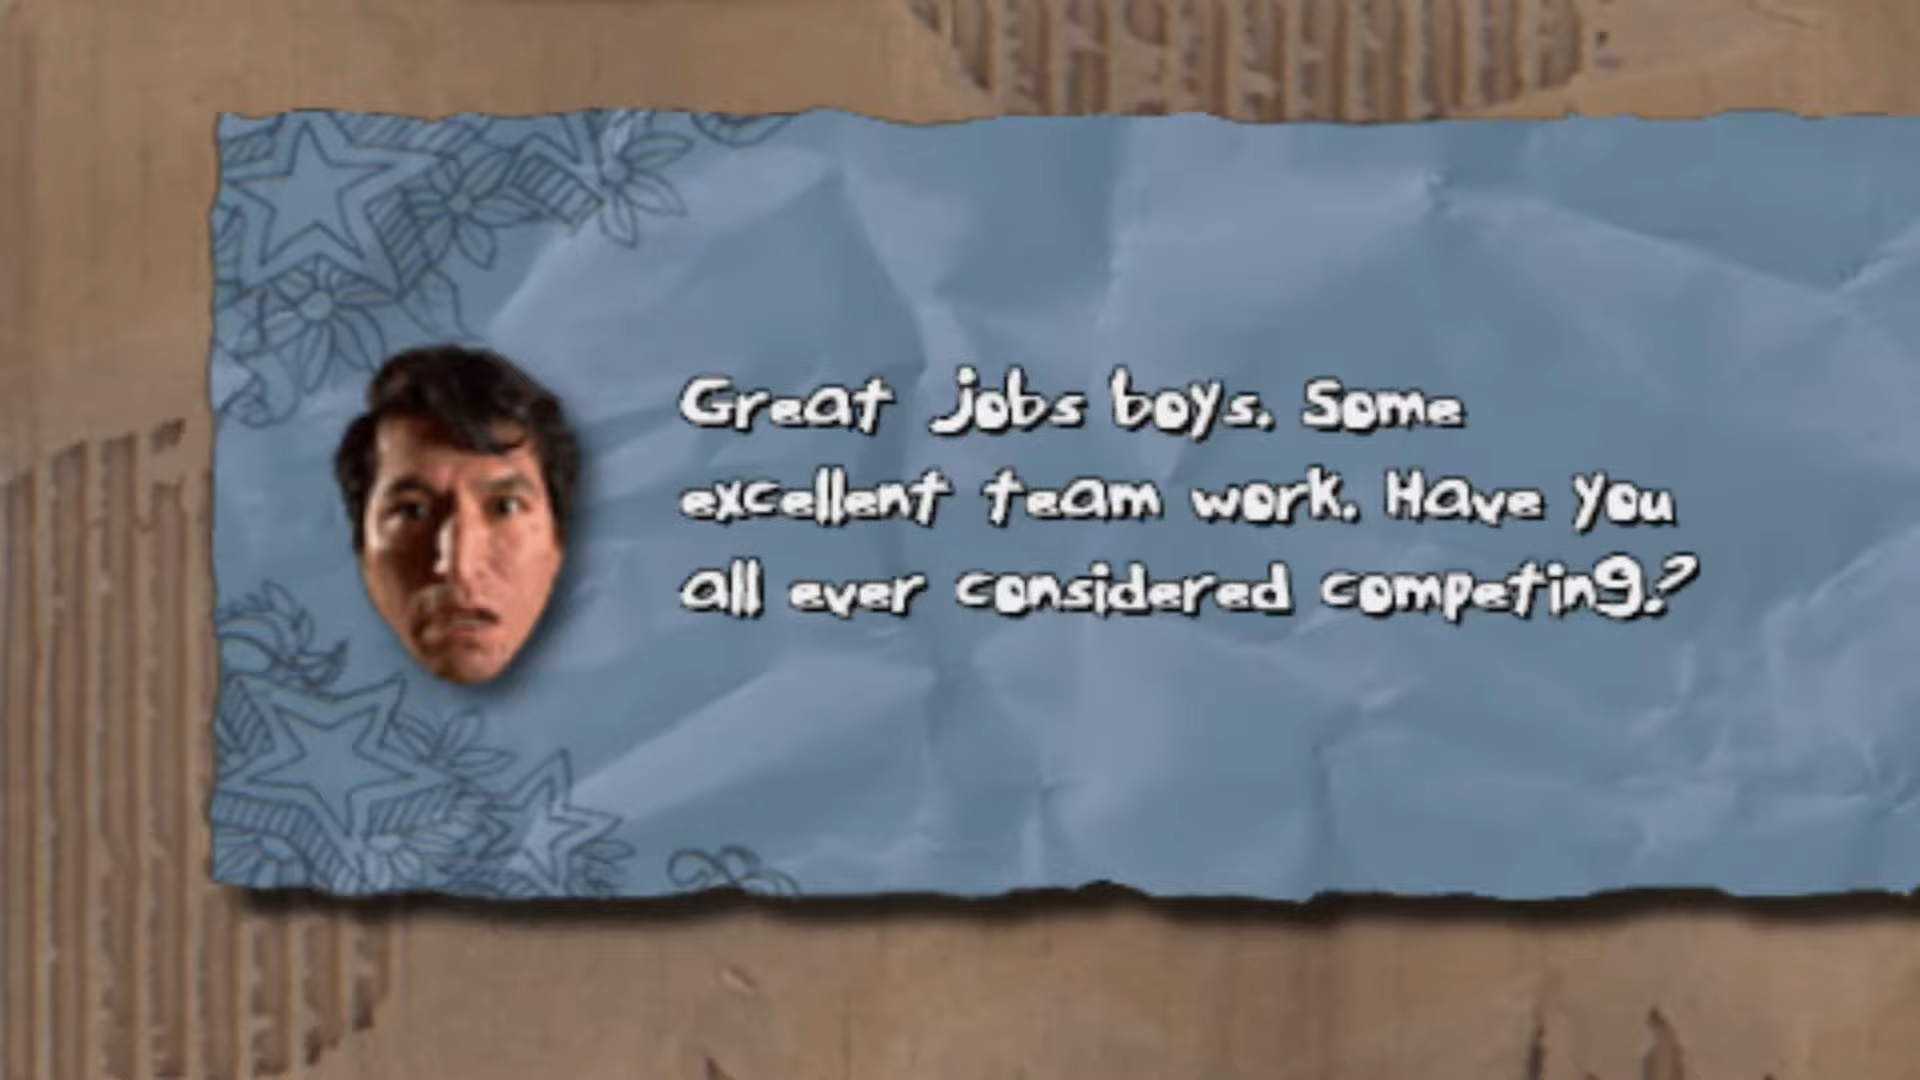 Great jobs boys. Some
excellent team work. Have you
all ever considered competing.?